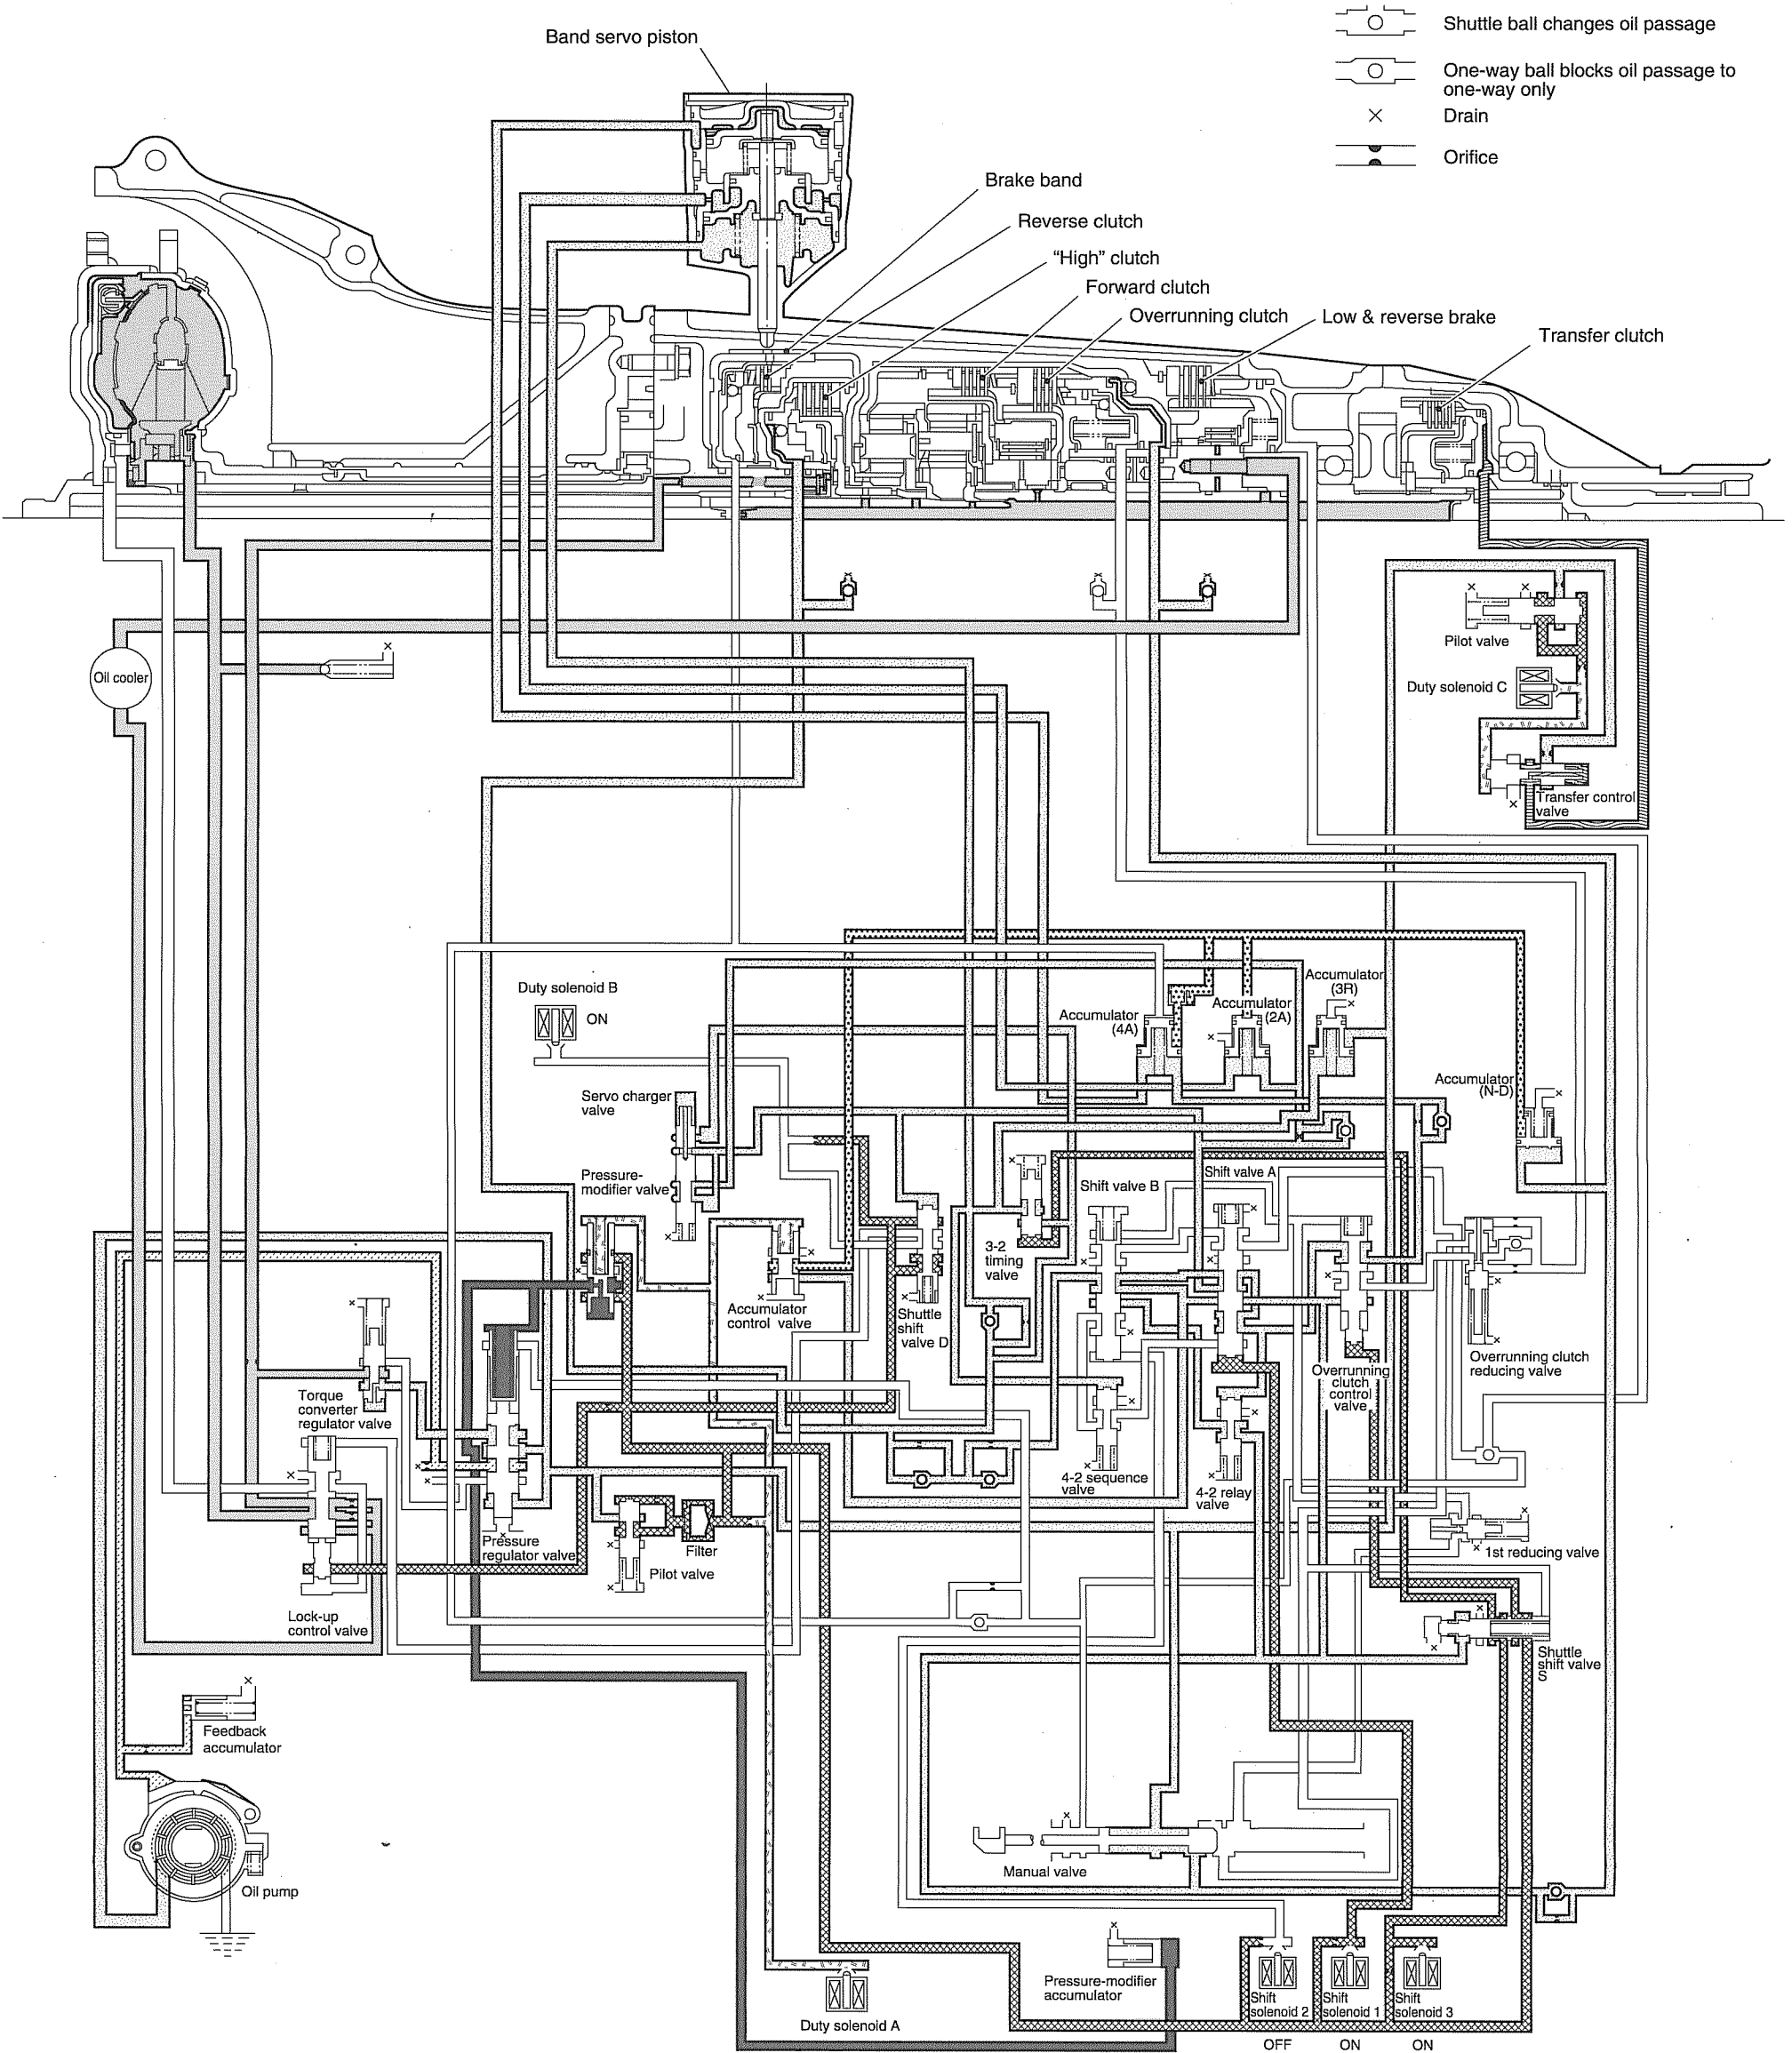 Shuttle ball changes oil passage
One-way ball blocks oil passage to
one-way only
× Drain
Orifice
Band servo piston
Brake band
Reverse clutch
“High” clutch
Forward clutch
Overrunning clutch
Low & reverse brake
Transfer clutch
Pilot valve
Oil cooler
Duty solenoid C
Transfer control
valve
Duty solenoid B
ON
Accumulator
(3R)
Accumulator
(2A)
Accumulator
(4A)
Accumulator
(N-D)
Servo charger
valve
Pressure-
modifier valve
Shift valve A
Shift valve B
3-2
timing
valve
Accumulator
control valve
Shuttle
shift
valve D
Overrunning clutch
reducing valve
Overrunning
clutch
control
valve
Torque
converter
regulator valve
4-2 sequence
valve
4-2 relay
valve
Pressure
regulator valve
Filter
Pilot valve
1st reducing valve
Lock-up
control valve
Shuttle
shift valve
S
Feedback
accumulator
Manual valve
Oil pump
Pressure-modifier
accumulator
Shift
solenoid 2
Shift
solenoid 1
Shift
solenoid 3
Duty solenoid A
OFF
ON
ON